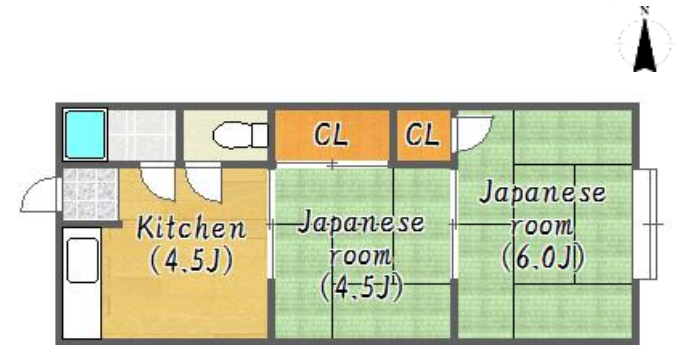 N
CL
CL
Kitchen
(4.5J)
Japanese
room
(4.5J)
Japanese
room
(6.0J)